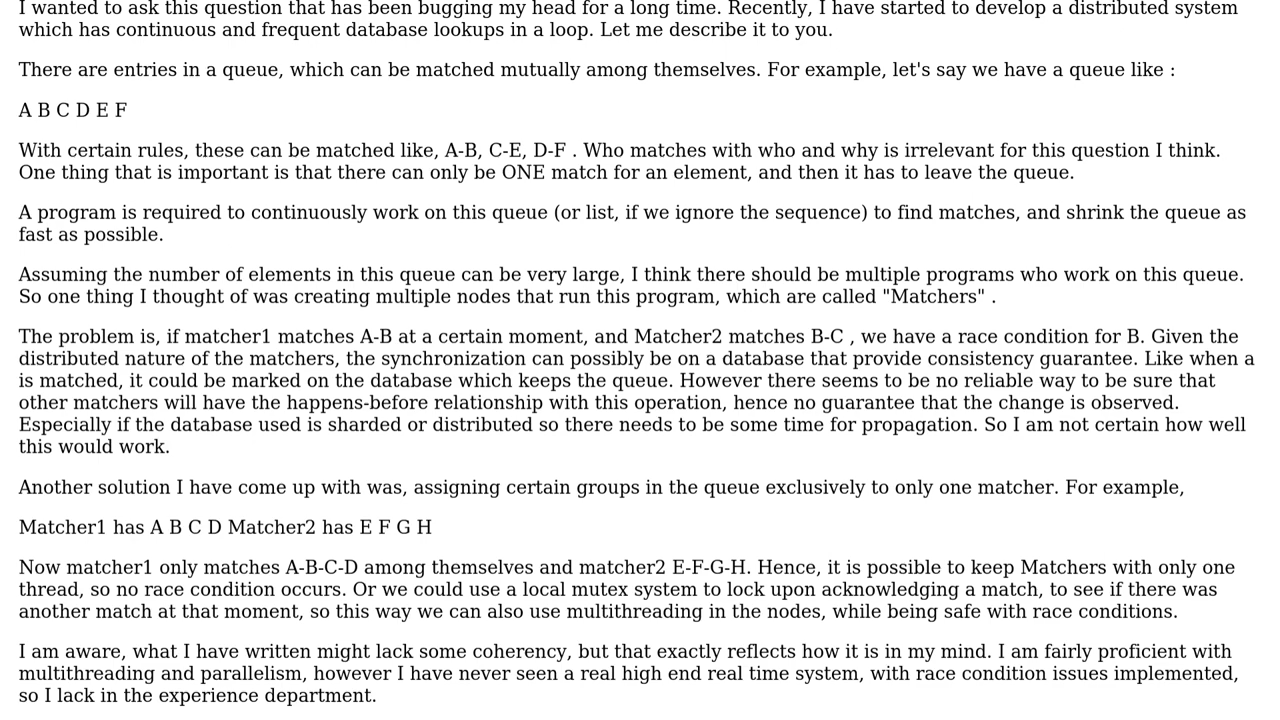 I wanted to ask this question that has been bugging my head for a long time. Recently, I have started to develop a distributed system
which has continuous and frequent database lookups in a loop. Let me describe it to you.
There are entries in a queue, which can be matched mutually among themselves. For example, let's say we have a queue like :
A B C D E F
With certain rules, these can be matched like, A-B, C-E, D-F . Who matches with who and why is irrelevant for this question I think.
One thing that is important is that there can only be ONE match for an element, and then it has to leave the queue.
A program is required to continuously work on this queue (or list, if we ignore the sequence) to find matches, and shrink the queue as
fast as possible.
Assuming the number of elements in this queue can be very large, I think there should be multiple programs who work on this queue.
So one thing I thought of was creating multiple nodes that run this program, which are called "Matchers" .
The problem is, if matcher1 matches A-B at a certain moment, and Matcher2 matches B-C , we have a race condition for B. Given the
distributed nature of the matchers, the synchronization can possibly be on a database that provide consistency guarantee. Like when a
is matched, it could be marked on the database which keeps the queue. However there seems to be no reliable way to be sure that
other matchers will have the happens-before relationship with this operation, hence no guarantee that the change is observed.
Especially if the database used is sharded or distributed so there needs to be some time for propagation. So I am not certain how well
this would work.
Another solution I have come up with was, assigning certain groups in the queue exclusively to only one matcher. For example,
Matcher1 has A B C D Matcher2 has E F G H
Now matcher1 only matches A-B-C-D among themselves and matcher2 E-F-G-H. Hence, it is possible to keep Matchers with only one
thread, so no race condition occurs. Or we could use a local mutex system to lock upon acknowledging a match, to see if there was
another match at that moment, so this way we can also use multithreading in the nodes, while being safe with race conditions.
I am aware, what I have written might lack some coherency, but that exactly reflects how it is in my mind. I am fairly proficient with
multithreading and parallelism, however I have never seen a real high end real time system, with race condition issues implemented,
so I lack in the experience department.